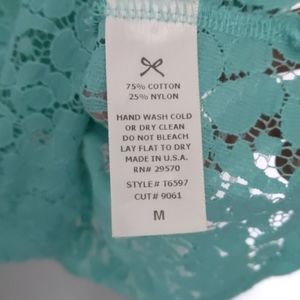 75% COTTON
25% NYLON
HAND WASH COLD
OR DRY CLEAN
DO NOT BLEACH
LAY FLAT TO DRY
MADE IN U.S.A.
RN# 29570
STYLE# T6597
CUT# 9061
M